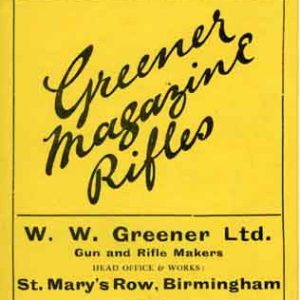 Greener
Magazine
Rifles
W. W. Greener Ltd.
Gun and Rifle Makers
HEAD OFFICE & WORKS:
St. Mary's Row, Birmingham